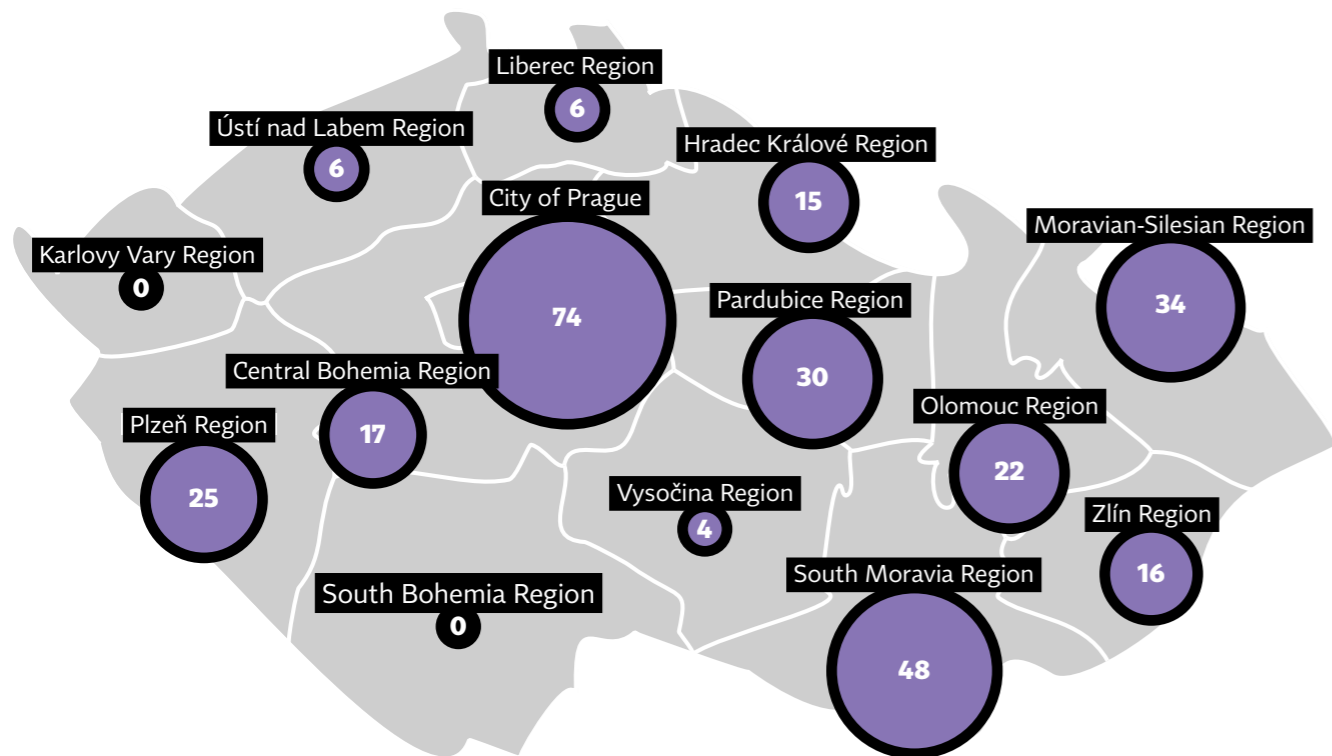 Liberec Region
6
Ústí nad Labem Region
6
Hradec Králové Region
15
City of Prague
74
Moravian-Silesian Region
34
Karlovy Vary Region
0
Pardubice Region
30
Central Bohemia Region
17
Olomouc Region
22
Plzeň Region
25
Vysočina Region
4
Zlín Region
16
South Moravia Region
48
South Bohemia Region
0